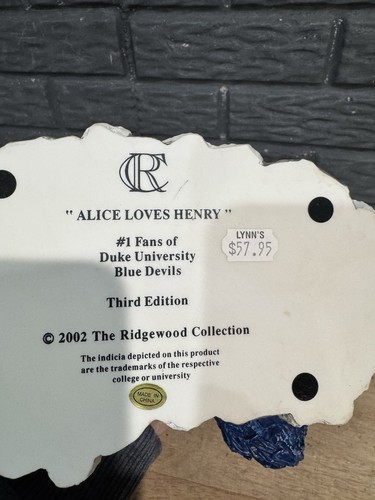 RC
" ALICE LOVES HENRY "
LYNN'S
$57.95
#1 Fans of
Duke University
Blue Devils
Third Edition
© 2002 The Ridgewood Collection
The indicia depicted on this product
are the trademarks of the respective
college or university
MADE IN
CHINA